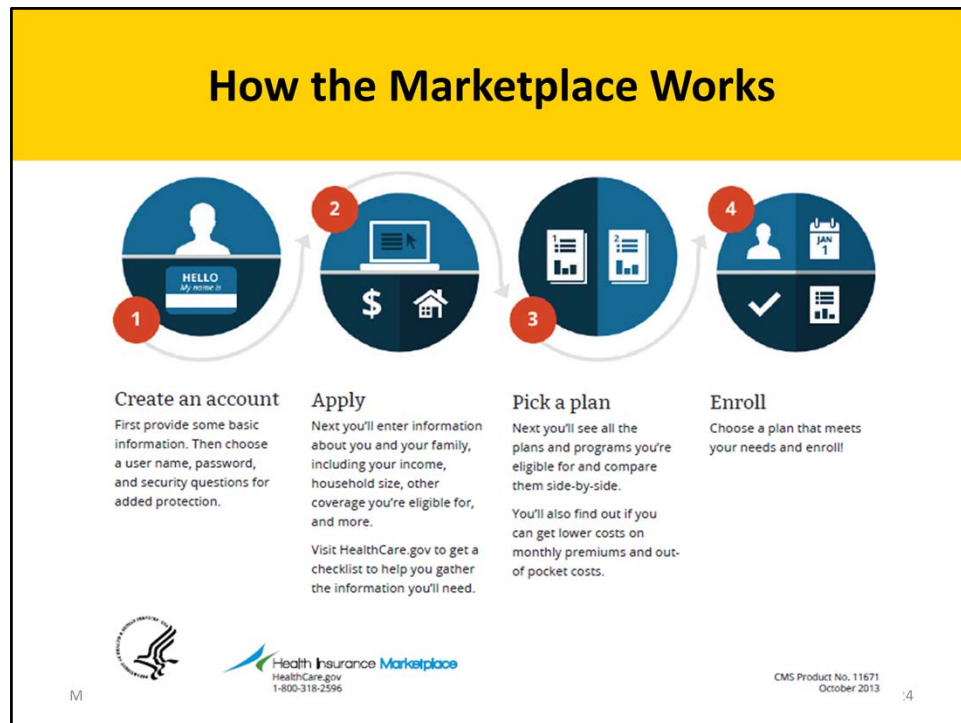 How the Marketplace Works
1
HELLO
My name is
2
$
3
1
2
4
JAN
1
Create an account
First provide some basic
information. Then choose
a user name, password,
and security questions for
added protection.
Apply
Next you'll enter information
about you and your family,
including your income,
household size, other
coverage you're eligible for,
and more.
Visit HealthCare.gov to get a
checklist to help you gather
the information you'll need.
Pick a plan
Next you'll see all the
plans and programs you're
eligible for and compare
them side-by-side.
You'll also find out if you
can get lower costs on
monthly premiums and out-
of pocket costs.
Enroll
Choose a plan that meets
your needs and enroll!
Health Insurance Marketplace
HealthCare.gov
1-800-318-2596
CMS Product No. 11671
October 2013
M